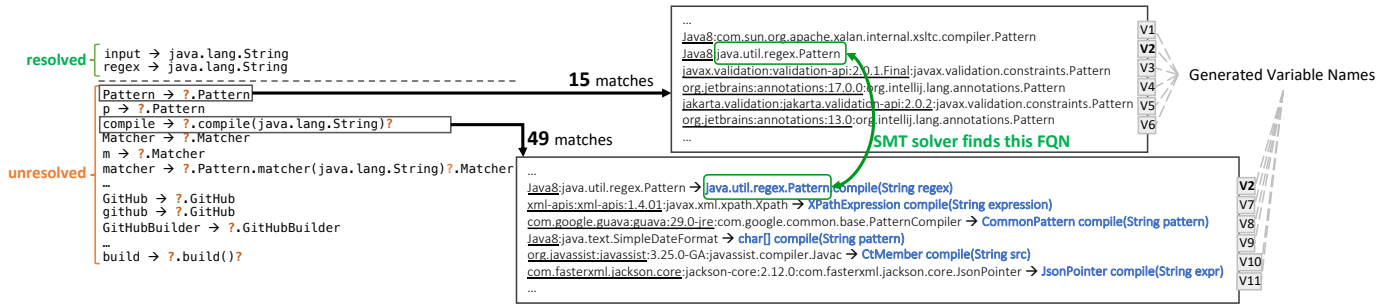 resolved
input → java.lang.String
regex → java.lang.String
unresolved
Pattern → ?.Pattern
p → ?.Pattern
compile → ?.compile(java.lang.String)?
Matcher → ?.Matcher
m → ?.Matcher
matcher → ?.Pattern.matcher(java.lang.String)?.Matcher
…
GitHub → ?.GitHub
github → ?.GitHub
GitHubBuilder → ?.GitHubBuilder
…
build → ?.build()?
15 matches
49 matches
…
Java8:com.sun.org.apache.xalan.internal.xsltc.compiler.Pattern
Java8:java.util.regex.Pattern
javax.validation:validation-api:2.0.1.Final:javax.validation.constraints.Pattern
org.jetbrains:annotations:17.0.0:org.intellij.lang.annotations.Pattern
jakarta.validation:jakarta.validation-api:2.0.2:javax.validation.constraints.Pattern
org.jetbrains:annotations:13.0:org.intellij.lang.annotations.Pattern
…
V1
V2
V3
V4
V5
V6
Generated Variable Names
SMT solver finds this FQN
…
Java8:java.util.regex.Pattern → java.util.regex.Pattern compile(String regex)
xml-apis:xml-apis:1.4.01:javax.xml.xpath.Xpath → XPathExpression compile(String expression)
com.google.guava:guava:29.0-jre:com.google.common.base.PatternCompiler → CommonPattern compile(String pattern)
Java8:java.text.SimpleDateFormat → char[] compile(String pattern)
org.javassist:javassist:3.25.0-GA:javassist.compiler.Javac → CtMember compile(String src)
com.fasterxml.jackson.core:jackson-core:2.12.0:com.fasterxml.jackson.core.JsonPointer → JsonPointer compile(String expr)
…
V2
V7
V8
V9
V10
V11